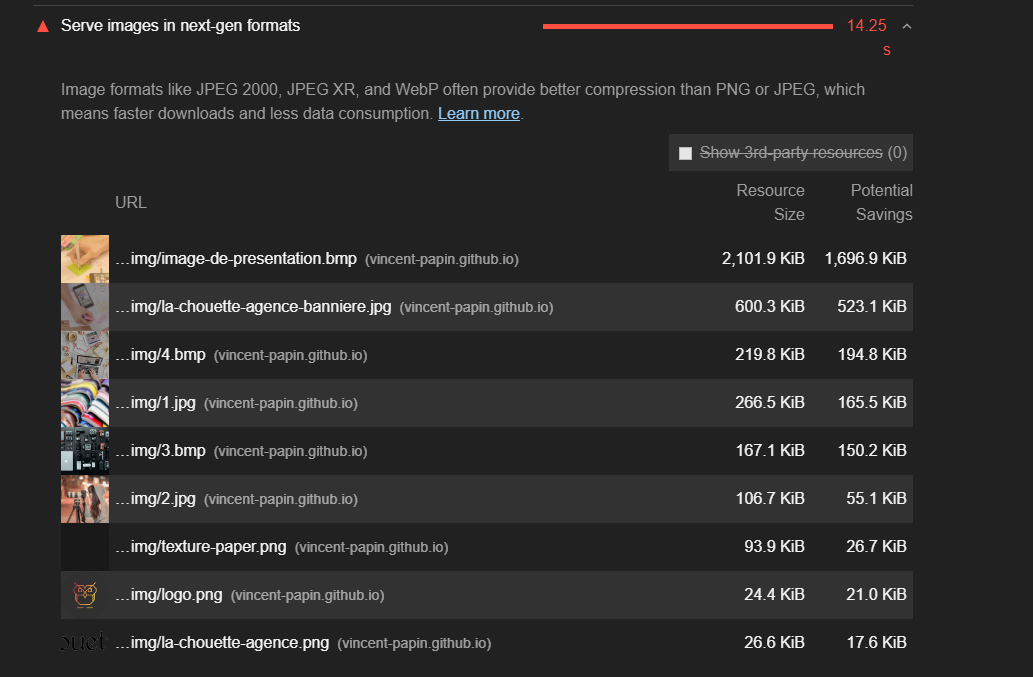 Serve images in next-gen formats
14.25 s
Image formats like JPEG 2000, JPEG XR, and WebP often provide better compression than PNG or JPEG, which
means faster downloads and less data consumption. Learn more.
Show 3rd-party resources (0)
URL
Resource Size
Potential Savings
...img/image-de-presentation.bmp (vincent-papin.github.io) 2,101.9 KiB 1,696.9 KiB
...img/la-chouette-agence-banniere.jpg (vincent-papin.github.io) 600.3 KiB 523.1 KiB
...img/4.bmp (vincent-papin.github.io) 219.8 KiB 194.8 KiB
...img/1.jpg (vincent-papin.github.io) 266.5 KiB 165.5 KiB
...img/3.bmp (vincent-papin.github.io) 167.1 KiB 150.2 KiB
...img/2.jpg (vincent-papin.github.io) 106.7 KiB 55.1 KiB
...img/texture-paper.png (vincent-papin.github.io) 93.9 KiB 26.7 KiB
...img/logo.png (vincent-papin.github.io) 24.4 KiB 21.0 KiB
ouet ...img/la-chouette-agence.png (vincent-papin.github.io) 26.6 KiB 17.6 KiB